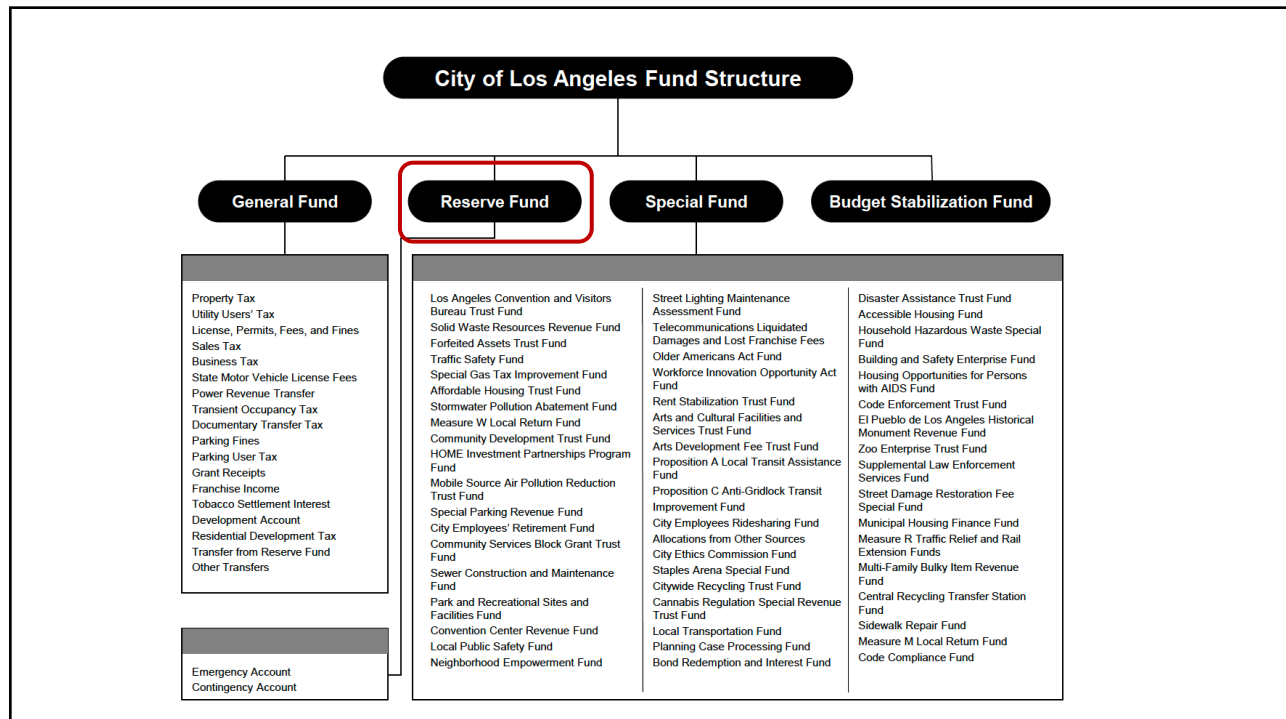 City of Los Angeles Fund Structure
General Fund
Reserve Fund
Special Fund
Budget Stabilization Fund
Property Tax
Utility Users' Tax
License, Permits, Fees, and Fines
Sales Tax
Business Tax
State Motor Vehicle License Fees
Power Revenue Transfer
Transient Occupancy Tax
Documentary Transfer Tax
Parking Fines
Parking User Tax
Grant Receipts
Franchise Income
Tobacco Settlement Interest
Development Account
Residential Development Tax
Transfer from Reserve Fund
Other Transfers
Emergency Account
Contingency Account
Los Angeles Convention and Visitors
Bureau Trust Fund
Solid Waste Resources Revenue Fund
Forfeited Assets Trust Fund
Traffic Safety Fund
Special Gas Tax Improvement Fund
Affordable Housing Trust Fund
Stormwater Pollution Abatement Fund
Measure W Local Return Fund
Community Development Trust Fund
HOME Investment Partnerships Program
Fund
Mobile Source Air Pollution Reduction
Trust Fund
Special Parking Revenue Fund
City Employees' Retirement Fund
Community Services Block Grant Trust
Fund
Sewer Construction and Maintenance
Fund
Park and Recreational Sites and
Facilities Fund
Convention Center Revenue Fund
Local Public Safety Fund
Neighborhood Empowerment Fund
Street Lighting Maintenance
Assessment Fund
Telecommunications Liquidated
Damages and Lost Franchise Fees
Older Americans Act Fund
Workforce Innovation Opportunity Act
Fund
Rent Stabilization Trust Fund
Arts and Cultural Facilities and
Services Trust Fund
Arts Development Fee Trust Fund
Proposition A Local Transit Assistance
Fund
Proposition C Anti-Gridlock Transit
Improvement Fund
City Employees Ridesharing Fund
Allocations from Other Sources
City Ethics Commission Fund
Staples Arena Special Fund
Citywide Recycling Trust Fund
Cannabis Regulation Special Revenue
Trust Fund
Local Transportation Fund
Planning Case Processing Fund
Bond Redemption and Interest Fund
Disaster Assistance Trust Fund
Accessible Housing Fund
Household Hazardous Waste Special
Fund
Building and Safety Enterprise Fund
Housing Opportunities for Persons
with AIDS Fund
Code Enforcement Trust Fund
El Pueblo de Los Angeles Historical
Monument Revenue Fund
Zoo Enterprise Trust Fund
Supplemental Law Enforcement
Services Fund
Street Damage Restoration Fee
Special Fund
Municipal Housing Finance Fund
Measure R Traffic Relief and Rail
Extension Funds
Multi-Family Bulky Item Revenue
Fund
Central Recycling Transfer Station
Fund
Sidewalk Repair Fund
Measure M Local Return Fund
Code Compliance Fund